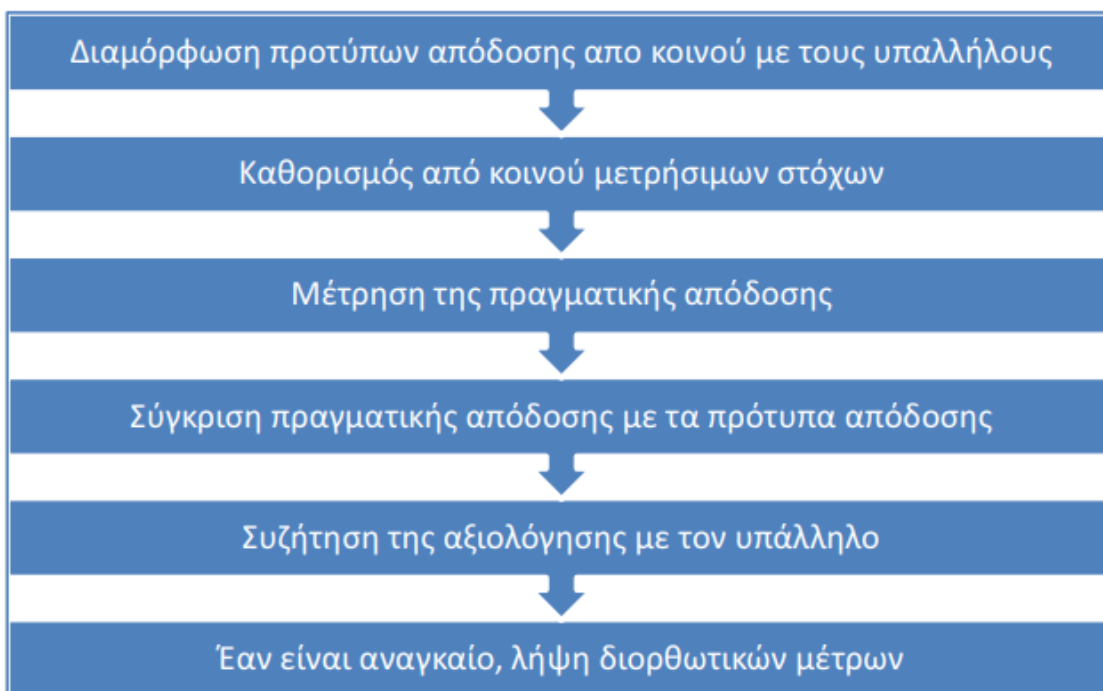 Διαμόρφωση προτύπων απόδοσης απο κοινού με τους υπαλλήλους
Καθορισμός από κοινού μετρήσιμων στόχων
Μέτρηση της πραγματικής απόδοσης
Σύγκριση πραγματικής απόδοσης με τα πρότυπα απόδοσης
Συζήτηση της αξιολόγησης με τον υπάλληλο
Έαν είναι αναγκαίο, λήψη διορθωτικών μέτρων